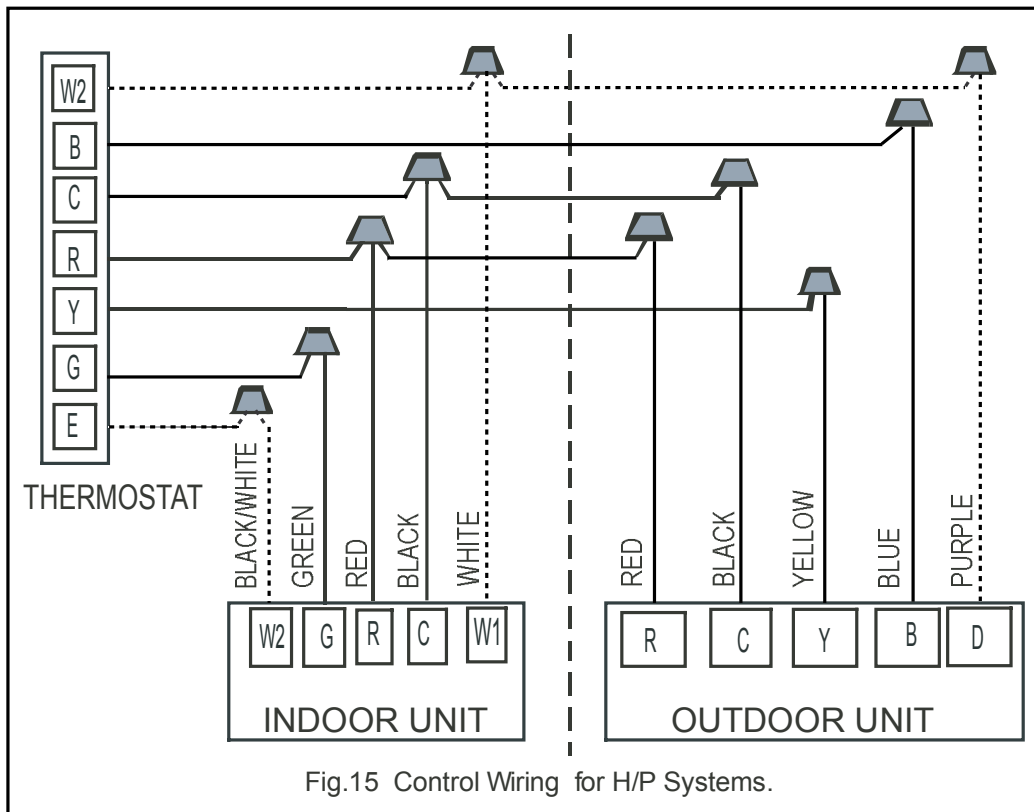 W2
B
C
R
Y
G
E
THERMOSTAT
BLACK/WHITE
GREEN
RED
BLACK
WHITE
RED
BLACK
YELLOW
BLUE
PURPLE
W2 G R C W1
R C Y B D
INDOOR UNIT
OUTDOOR UNIT
Fig.15 Control Wiring for H/P Systems.